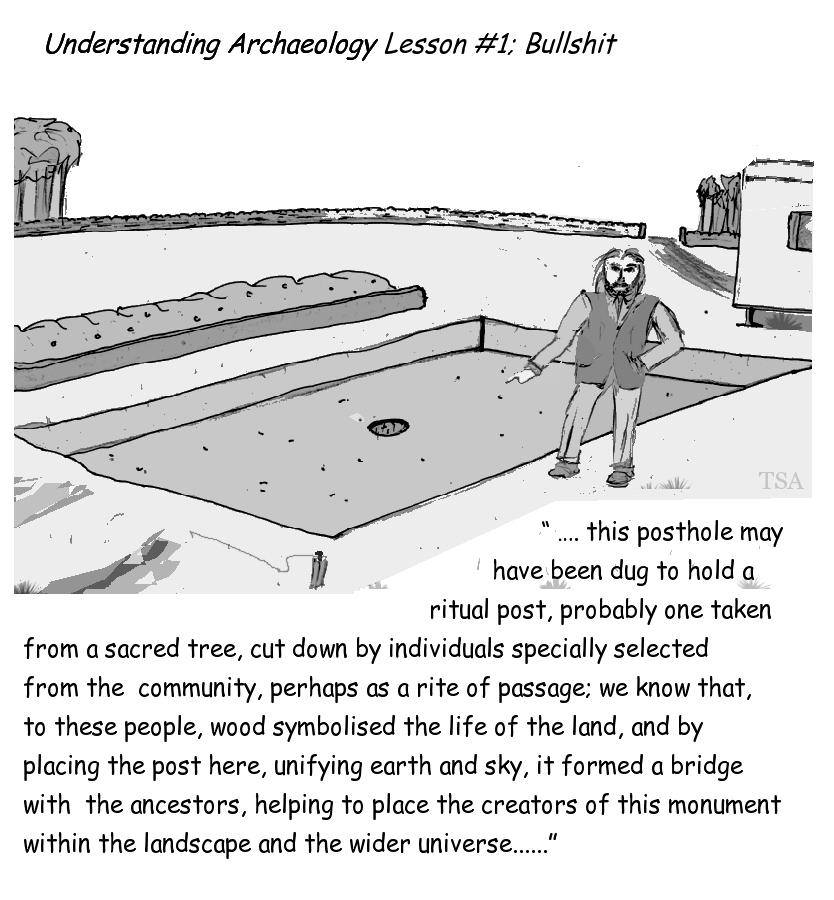 Understanding Archaeology Lesson #1; Bullshit
TSA
“ .... this posthole may
have been dug to hold a
ritual post, probably one taken
from a sacred tree, cut down by individuals specially selected
from the  community, perhaps as a rite of passage; we know that,
to these people, wood symbolised the life of the land, and by
placing the post here, unifying earth and sky, it formed a bridge
with  the ancestors, helping to place the creators of this monument
within the landscape and the wider universe......”